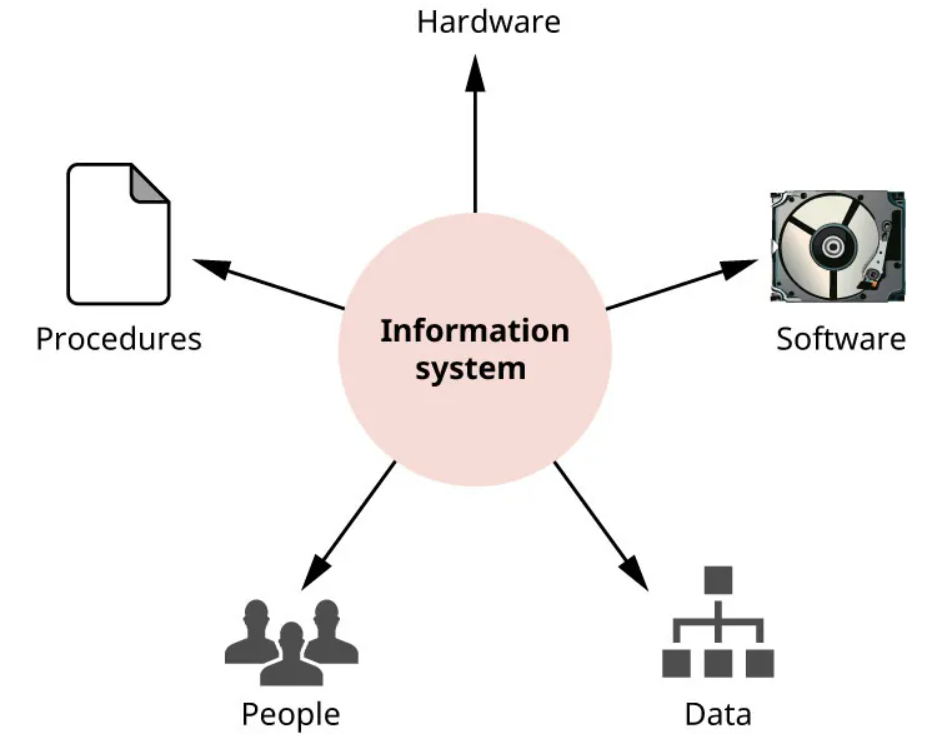 Hardware
Procedures
Information
system
Software
People
Data